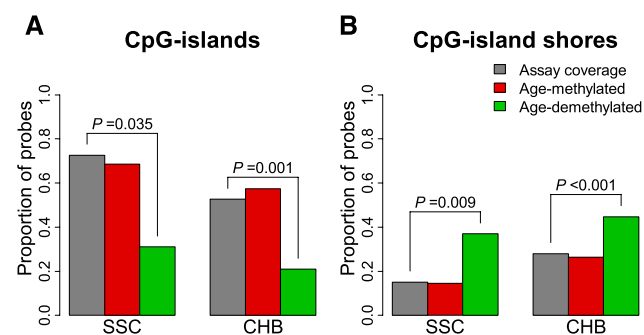 A
CpG-islands
Proportion of probes
0.0 0.2 0.4 0.6 0.8 1.0
P =0.035
P =0.001
SSC CHB
B
CpG-island shores
Assay coverage
Age-methylated
Age-demethylated
Proportion of probes
0.0 0.2 0.4 0.6 0.8 1.0
P =0.009
P <0.001
SSC CHB